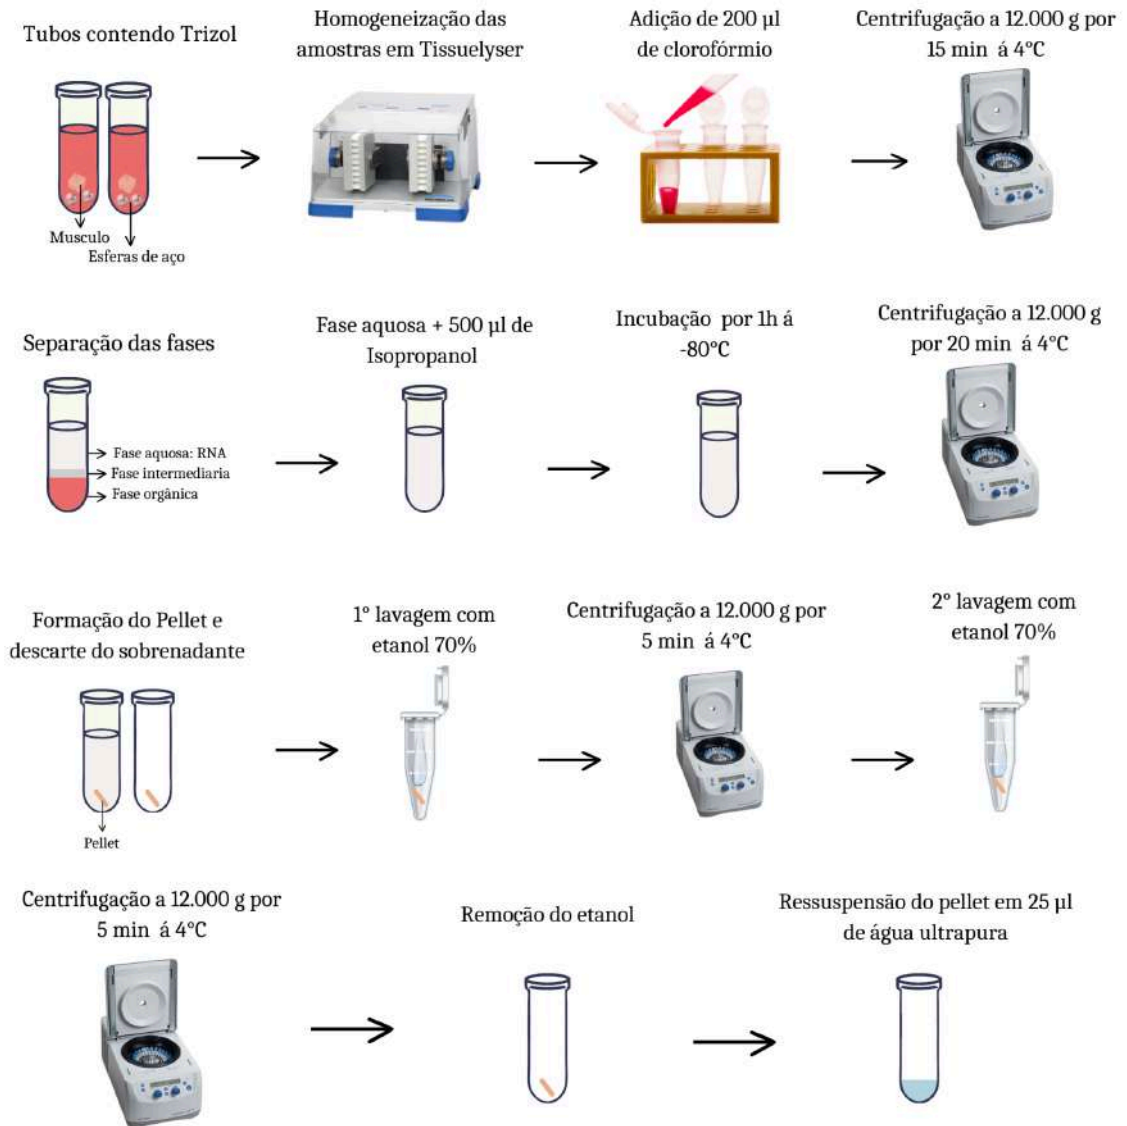 Tubos contendo Trizol
Homogeneização das
amostras em Tissuelyser
Adição de 200 µl
de clorofórmio
Centrifugação a 12.000 g por
15 min á 4°C
Musculo
Esferas de aço
Separação das fases
Fase aquosa: RNA
Fase intermediaria
Fase orgânica
Fase aquosa + 500 µl de
Isopropanol
Incubação por 1h á
-80°C
Centrifugação a 12.000 g
por 20 min á 4°C
Formação do Pellet e
descarte do sobrenadante
Pellet
1° lavagem com
etanol 70%
Centrifugação a 12.000 g por
5 min á 4°C
2° lavagem com
etanol 70%
Centrifugação a 12.000 g por
5 min á 4°C
Remoção do etanol
Ressuspensão do pellet em 25 µl
de água ultrapura